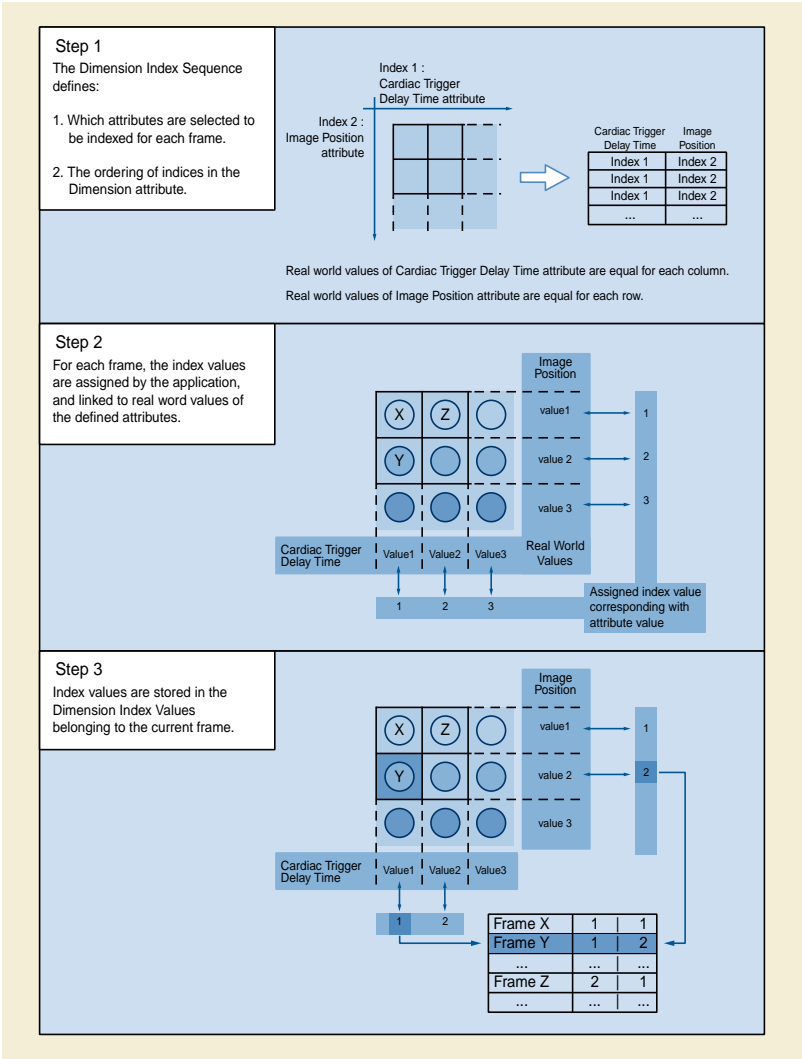 Step 1
The Dimension Index Sequence
defines:
1. Which attributes are selected to
be indexed for each frame.
2. The ordering of indices in the
Dimension attribute.
Index 1 :
Cardiac Trigger
Delay Time attribute
Index 2 :
Image Position
attribute
Cardiac Trigger Image
Delay Time Position
Index 1 Index 2
Index 1 Index 2
Index 1 Index 2
... ...
Real world values of Cardiac Trigger Delay Time attribute are equal for each column.
Real world values of Image Position attribute are equal for each row.
Step 2
For each frame, the index values
are assigned by the application,
and linked to real word values of
the defined attributes.
Image
Position
X Z value1 1
Y value 2 2
value 3 3
Cardiac Trigger
Delay Time
Value1 Value2 Value3
Real World
Values
1 2 3
Assigned index value
corresponding with
attribute value
Step 3
Index values are stored in the
Dimension Index Values
belonging to the current frame.
Image
Position
X Z value1 1
Y value 2 2
value 3
Cardiac Trigger
Delay Time
Value1 Value2 Value3
1 2
Frame X 1 | 1
Frame Y 1 | 2
... ... | ...
Frame Z 2 | 1
... ... | ...